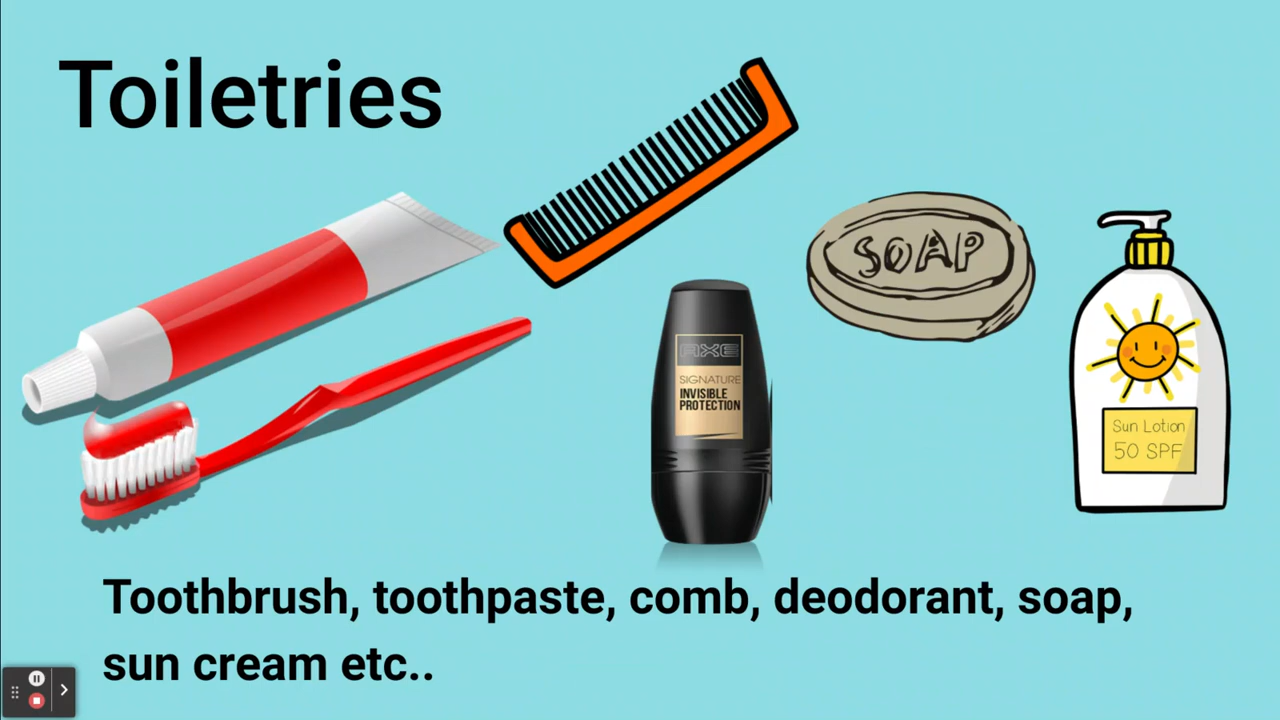 Toiletries
SOAP
AXE
SIGNATURE
INVISIBLE
PROTECTION
Sun Lotion
50 SPF
Toothbrush, toothpaste, comb, deodorant, soap,
sun cream etc..